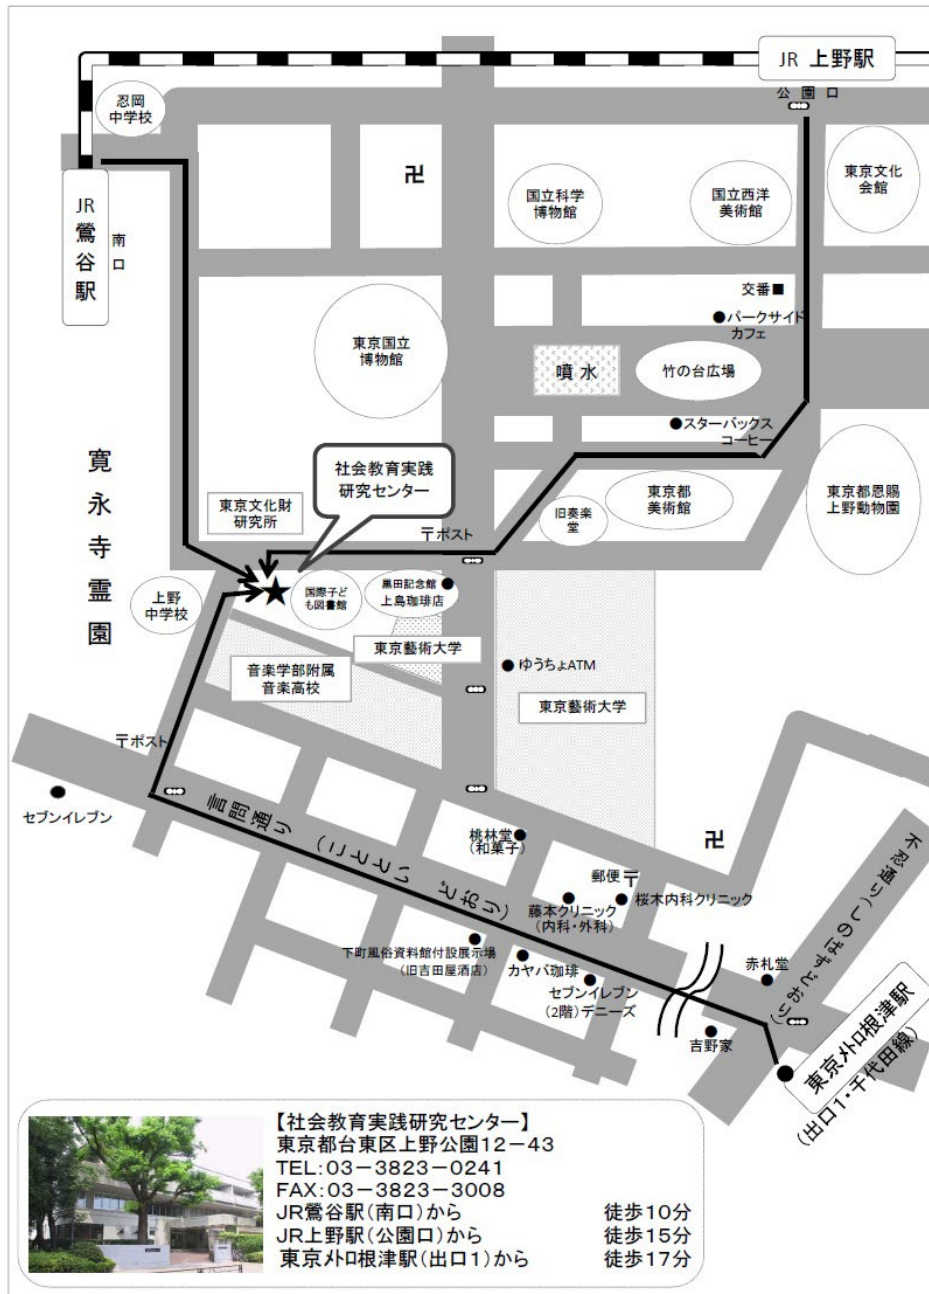 JR 上野駅
公園口
忍岡
中学校
卍
国立科学
博物館
国立西洋
美術館
東京文化
会館
JR
鶯谷駅
南口
交番■
●パークサイド
カフェ
東京国立
博物館
噴水
竹の台広場
●スターバックス
コーヒー
寛永寺霊園
社会教育実践
研究センター
東京文化財
研究所
〒ポスト
旧奏楽
堂
東京都
美術館
東京都恩賜
上野動物園
上野
中学校
★
国際子ど
も図書館
黒田記念館
上島珈琲店
東京藝術大学
音楽学部附属
音楽高校
●ゆうちょATM
東京藝術大学
〒ポスト
セブンイレブン
言問通り(こととい どおり)
桃林堂
(和菓子)
卍
郵便〒
藤本クリニック
(内科・外科)
桜木内科クリニック
不忍通り(しのばずどおり)
下町風俗資料館付設展示場
(旧吉田屋酒店)
カヤバ珈琲
セブンイレブン
(2階)デニーズ
赤札堂
吉野家
東京メトロ根津駅
(出口1・千代田線)
【社会教育実践研究センター】
東京都台東区上野公園12-43
TEL:03-3823-0241
FAX:03-3823-3008
JR鶯谷駅(南口)から 徒歩10分
JR上野駅(公園口)から 徒歩15分
東京メトロ根津駅(出口1)から 徒歩17分